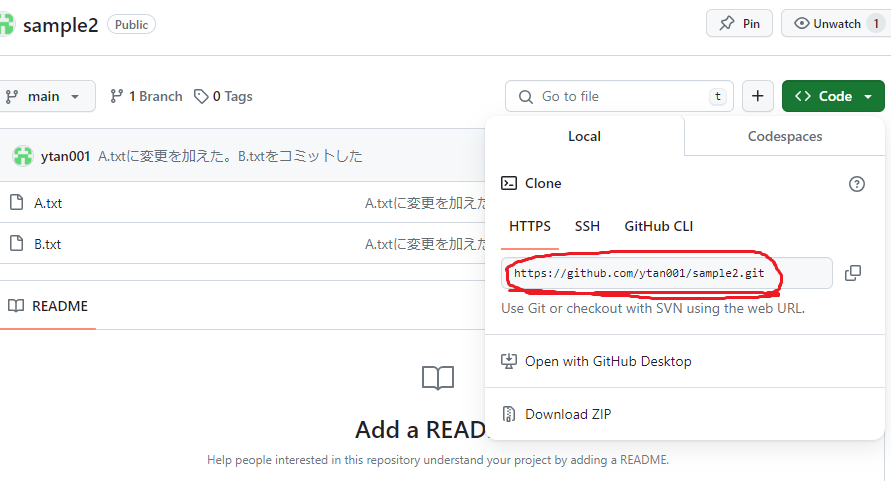 sample2 Public Pin Unwatch 1
main 1 Branch 0 Tags Go to file t Code
Local Codespaces
ytan001 A.txtに変更を加えた。B.txtをコミットした
Clone
A.txt A.txtに変更を加えた
HTTPS SSH GitHub CLI
B.txt A.txtに変更を加えた
https://github.com/ytan001/sample2.git
README
Use Git or checkout with SVN using the web URL.
Open with GitHub Desktop
Download ZIP
Add a READ
Help people interested in this repository understand your project by adding a README.